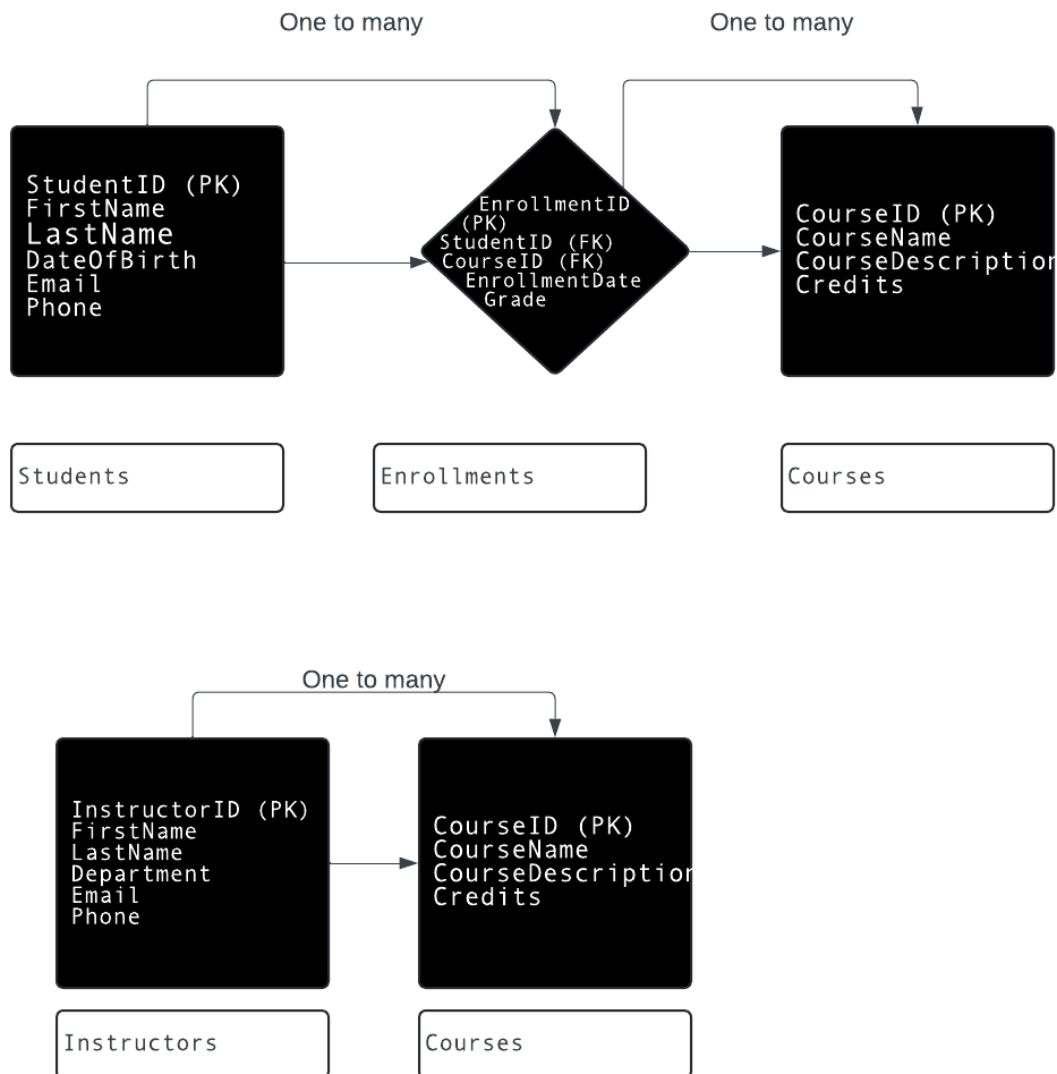 One to many
One to many
StudentID (PK)
FirstName
LastName
DateOfBirth
Email
Phone
EnrollmentID
(PK)
StudentID (FK)
CourseID (FK)
EnrollmentDate
Grade
CourseID (PK)
CourseName
CourseDescription
Credits
Students
Enrollments
Courses
One to many
InstructorID (PK)
FirstName
LastName
Department
Email
Phone
CourseID (PK)
CourseName
CourseDescription
Credits
Instructors
Courses